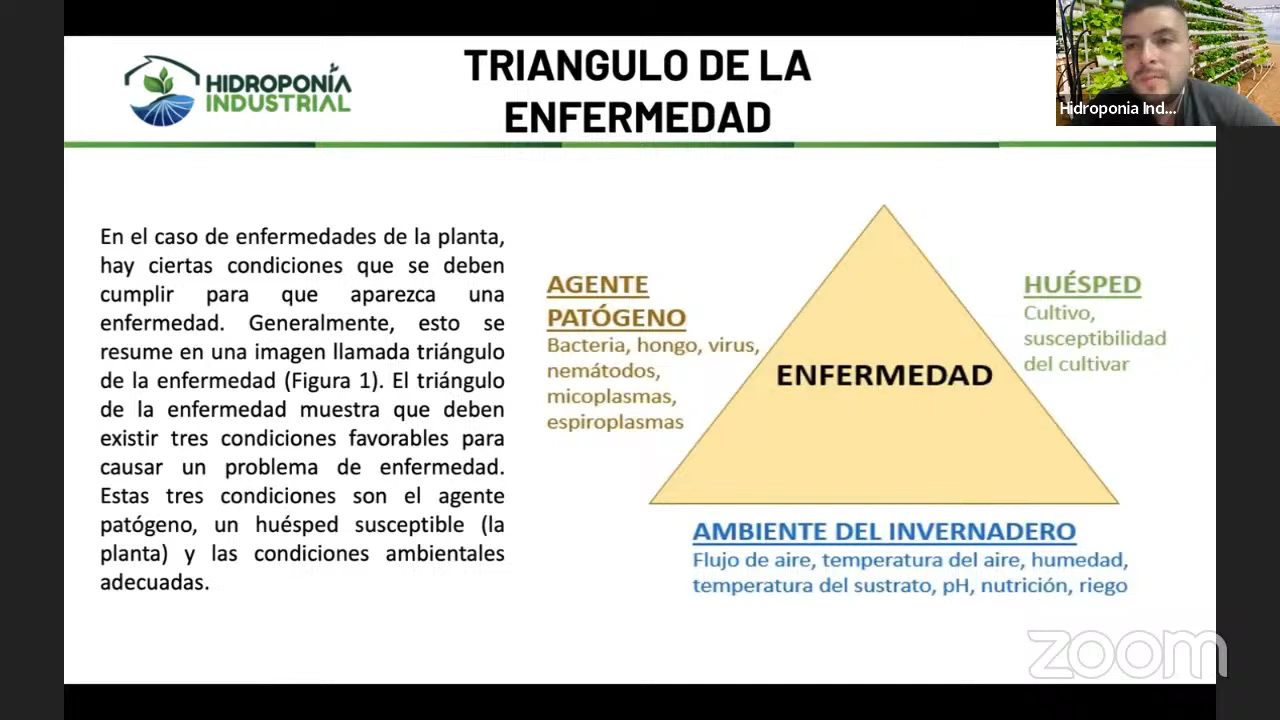 HIDROPONÍA
INDUSTRIAL
TRIANGULO DE LA
ENFERMEDAD
Hidroponia Ind...
En el caso de enfermedades de la planta,
hay ciertas condiciones que se deben
cumplir para que aparezca una
enfermedad. Generalmente, esto se
resume en una imagen llamada triángulo
de la enfermedad (Figura 1). El triángulo
de la enfermedad muestra que deben
existir tres condiciones favorables para
causar un problema de enfermedad.
Estas tres condiciones son el agente
patógeno, un huésped susceptible (la
planta) y las condiciones ambientales
adecuadas.
AGENTE
PATÓGENO
Bacteria, hongo, virus,
nemátodos,
micoplasmas,
espiroplasmas
ENFERMEDAD
HUÉSPED
Cultivo,
susceptibilidad
del cultivar
AMBIENTE DEL INVERNADERO
Flujo de aire, temperatura del aire, humedad,
temperatura del sustrato, pH, nutrición, riego
zoom